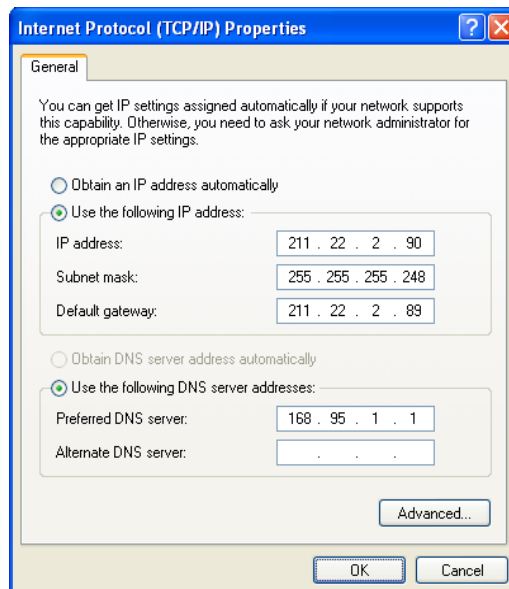 Internet Protocol (TCP/IP) Properties
General
You can get IP settings assigned automatically if your network supports
this capability. Otherwise, you need to ask your network administrator for
the appropriate IP settings.
Obtain an IP address automatically
Use the following IP address:
IP address: 211 . 22 . 2 . 90
Subnet mask: 255 . 255 . 255 . 248
Default gateway: 211 . 22 . 2 . 89
Obtain DNS server address automatically
Use the following DNS server addresses:
Preferred DNS server: 168 . 95 . 1 . 1
Alternate DNS server: . . .
Advanced...
OK Cancel